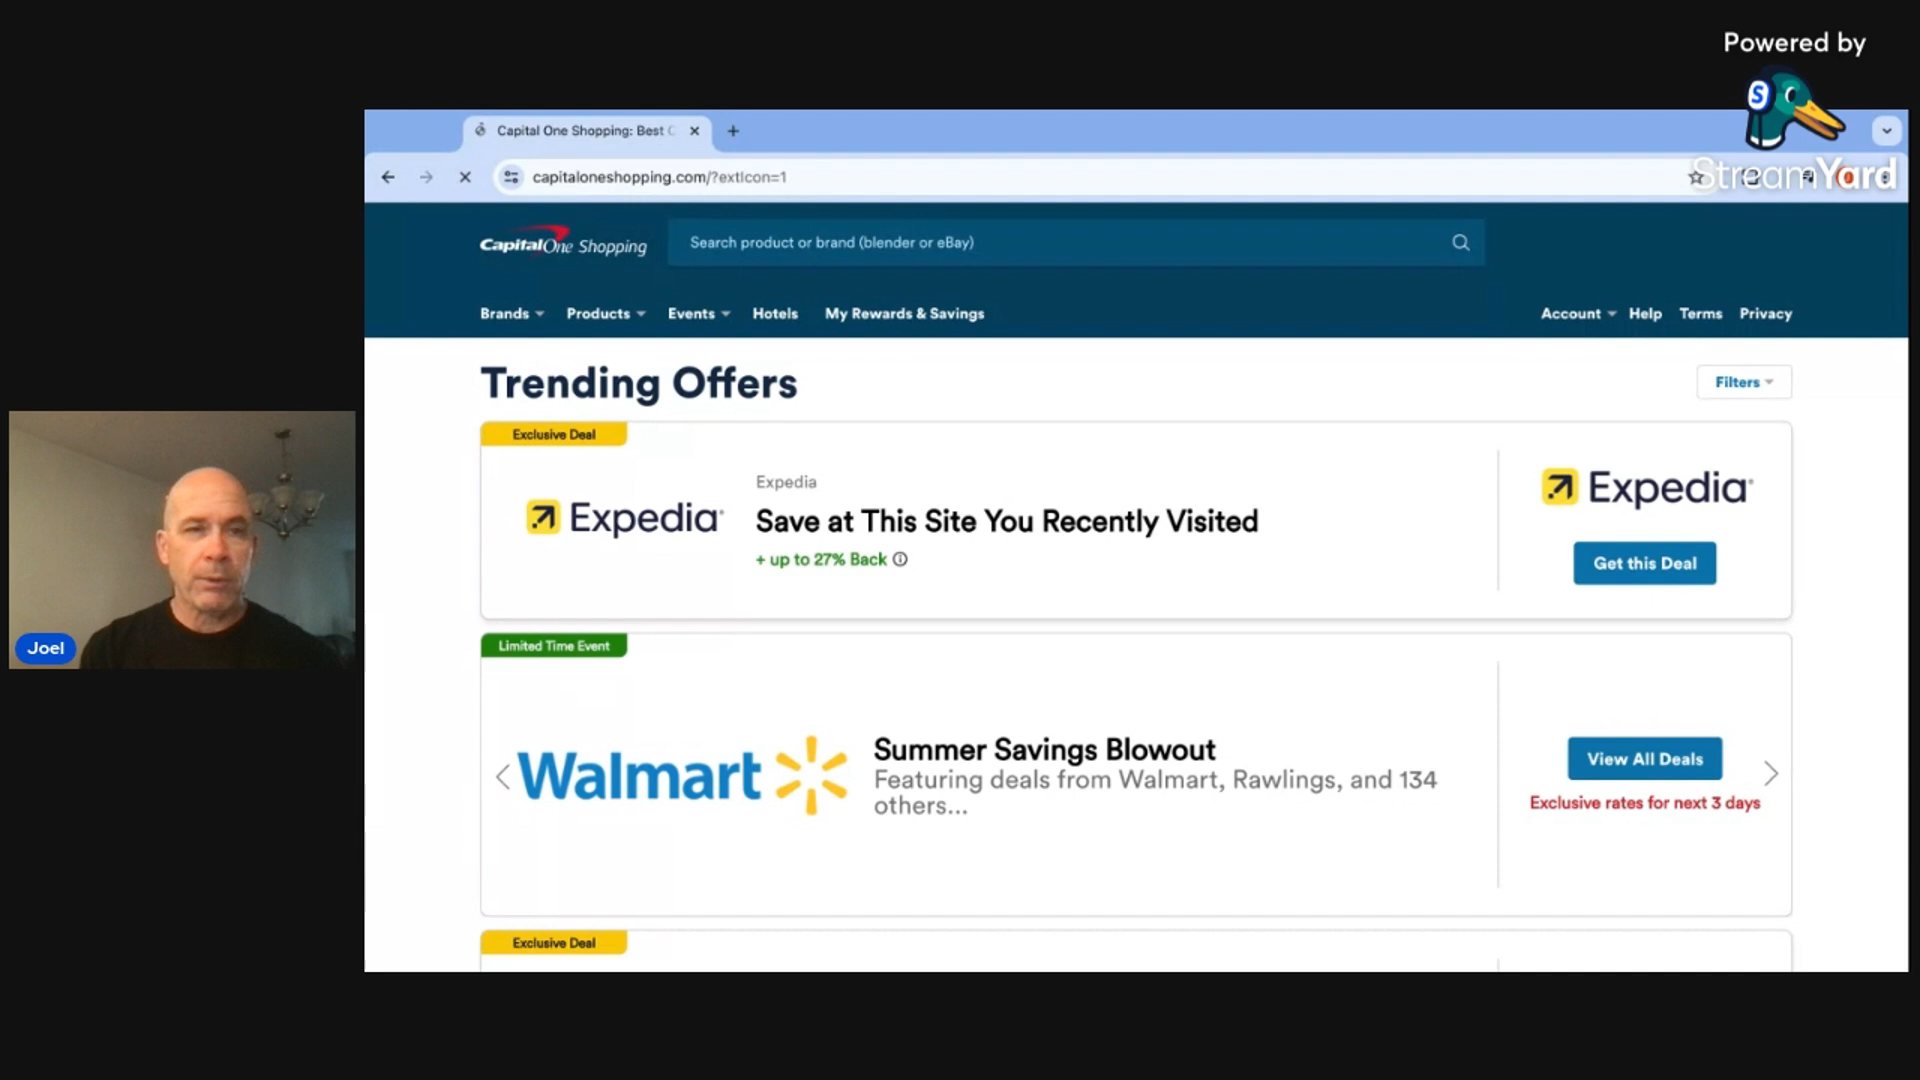 Powered by
S
StreamYard
Capital One Shopping: Best C
capitaloneshopping.com/?extIcon=1
CapitalOne Shopping
Search product or brand (blender or eBay)
Brands
Products
Events
Hotels
My Rewards & Savings
Account
Help
Terms
Privacy
Trending Offers
Filters
Exclusive Deal
Expedia
Expedia
Save at This Site You Recently Visited
+ up to 27% Back
Expedia
Get this Deal
Limited Time Event
Walmart
Summer Savings Blowout
Featuring deals from Walmart, Rawlings, and 134
others...
View All Deals
Exclusive rates for next 3 days
Exclusive Deal
Joel